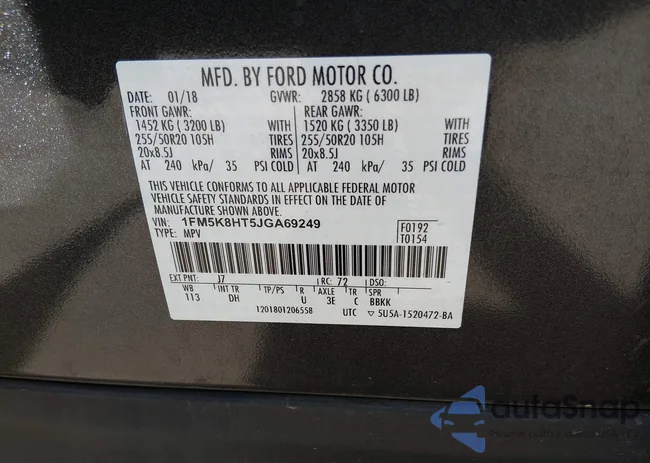 MFD. BY FORD MOTOR CO.
DATE: 01/18 GVWR: 2858 KG ( 6300 LB)
FRONT GAWR: REAR GAWR:
1452 KG ( 3200 LB) WITH 1520 KG ( 3350 LB) WITH
255/50R20 105H TIRES 255/50R20 105H TIRES
20x8.5J RIMS 20x8.5J RIMS
AT 240 kPa/ 35 PSI COLD AT 240 kPa/ 35 PSI COLD
THIS VEHICLE CONFORMS TO ALL APPLICABLE FEDERAL MOTOR
VEHICLE SAFETY STANDARDS IN EFFECT ON THE DATE OF
MANUFACTURE SHOWN ABOVE.
VIN: 1FM5K8HT5JGA69249 F0192
TYPE: MPV T0154
EXT PNT: J7 RC: 72 DSO:
WB INT TR TP/PS R AXLE TR SPR
113 DH U 3E C BBKK
1201801206558 UTC ▽ 5U5A-1520472-BA
autoSnap